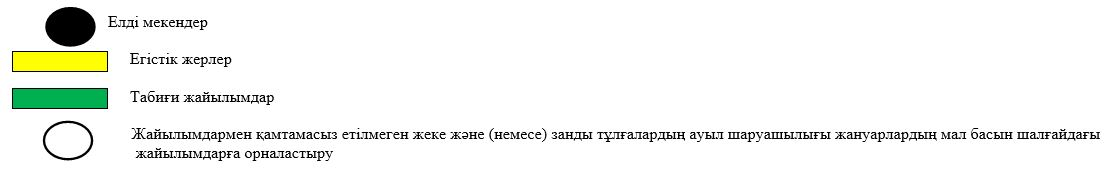 Елді мекендер
Егістік жерлер
Табиғи жайылымдар
Жайылымдармен қамтамасыз етілмеген жеке және (немесе) занды тұлғалардың ауыл шаруашылығы жануарлардың мал басын шалғайдағы
жайылымдарға орналастыру